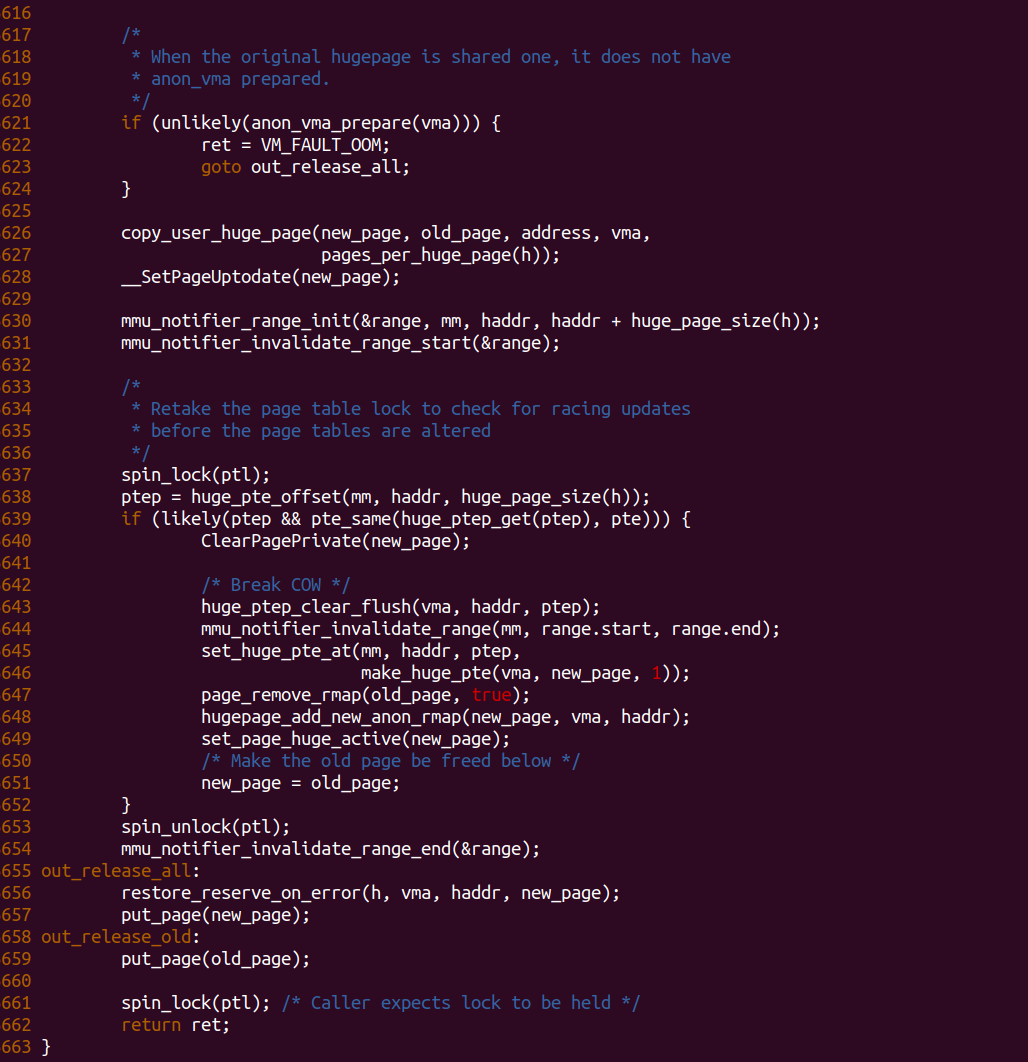 616
617         /*
618          * When the original hugepage is shared one, it does not have
619          * anon_vma prepared.
620          */
621         if (unlikely(anon_vma_prepare(vma))) {
622                 ret = VM_FAULT_OOM;
623                 goto out_release_all;
624         }
625
626         copy_user_huge_page(new_page, old_page, address, vma,
627                             pages_per_huge_page(h));
628         __SetPageUptodate(new_page);
629
630         mmu_notifier_range_init(&range, mm, haddr, haddr + huge_page_size(h));
631         mmu_notifier_invalidate_range_start(&range);
632
633         /*
634          * Retake the page table lock to check for racing updates
635          * before the page tables are altered
636          */
637         spin_lock(ptl);
638         ptep = huge_pte_offset(mm, haddr, huge_page_size(h));
639         if (likely(ptep && pte_same(huge_ptep_get(ptep), pte))) {
640                 ClearPagePrivate(new_page);
641
642                 /* Break COW */
643                 huge_ptep_clear_flush(vma, haddr, ptep);
644                 mmu_notifier_invalidate_range(mm, range.start, range.end);
645                 set_huge_pte_at(mm, haddr, ptep,
646                                 make_huge_pte(vma, new_page, 1));
647                 page_remove_rmap(old_page, true);
648                 hugepage_add_new_anon_rmap(new_page, vma, haddr);
649                 set_page_huge_active(new_page);
650                 /* Make the old page be freed below */
651                 new_page = old_page;
652         }
653         spin_unlock(ptl);
654         mmu_notifier_invalidate_range_end(&range);
655 out_release_all:
656         restore_reserve_on_error(h, vma, haddr, new_page);
657         put_page(new_page);
658 out_release_old:
659         put_page(old_page);
660
661         spin_lock(ptl); /* Caller expects lock to be held */
662         return ret;
663 }